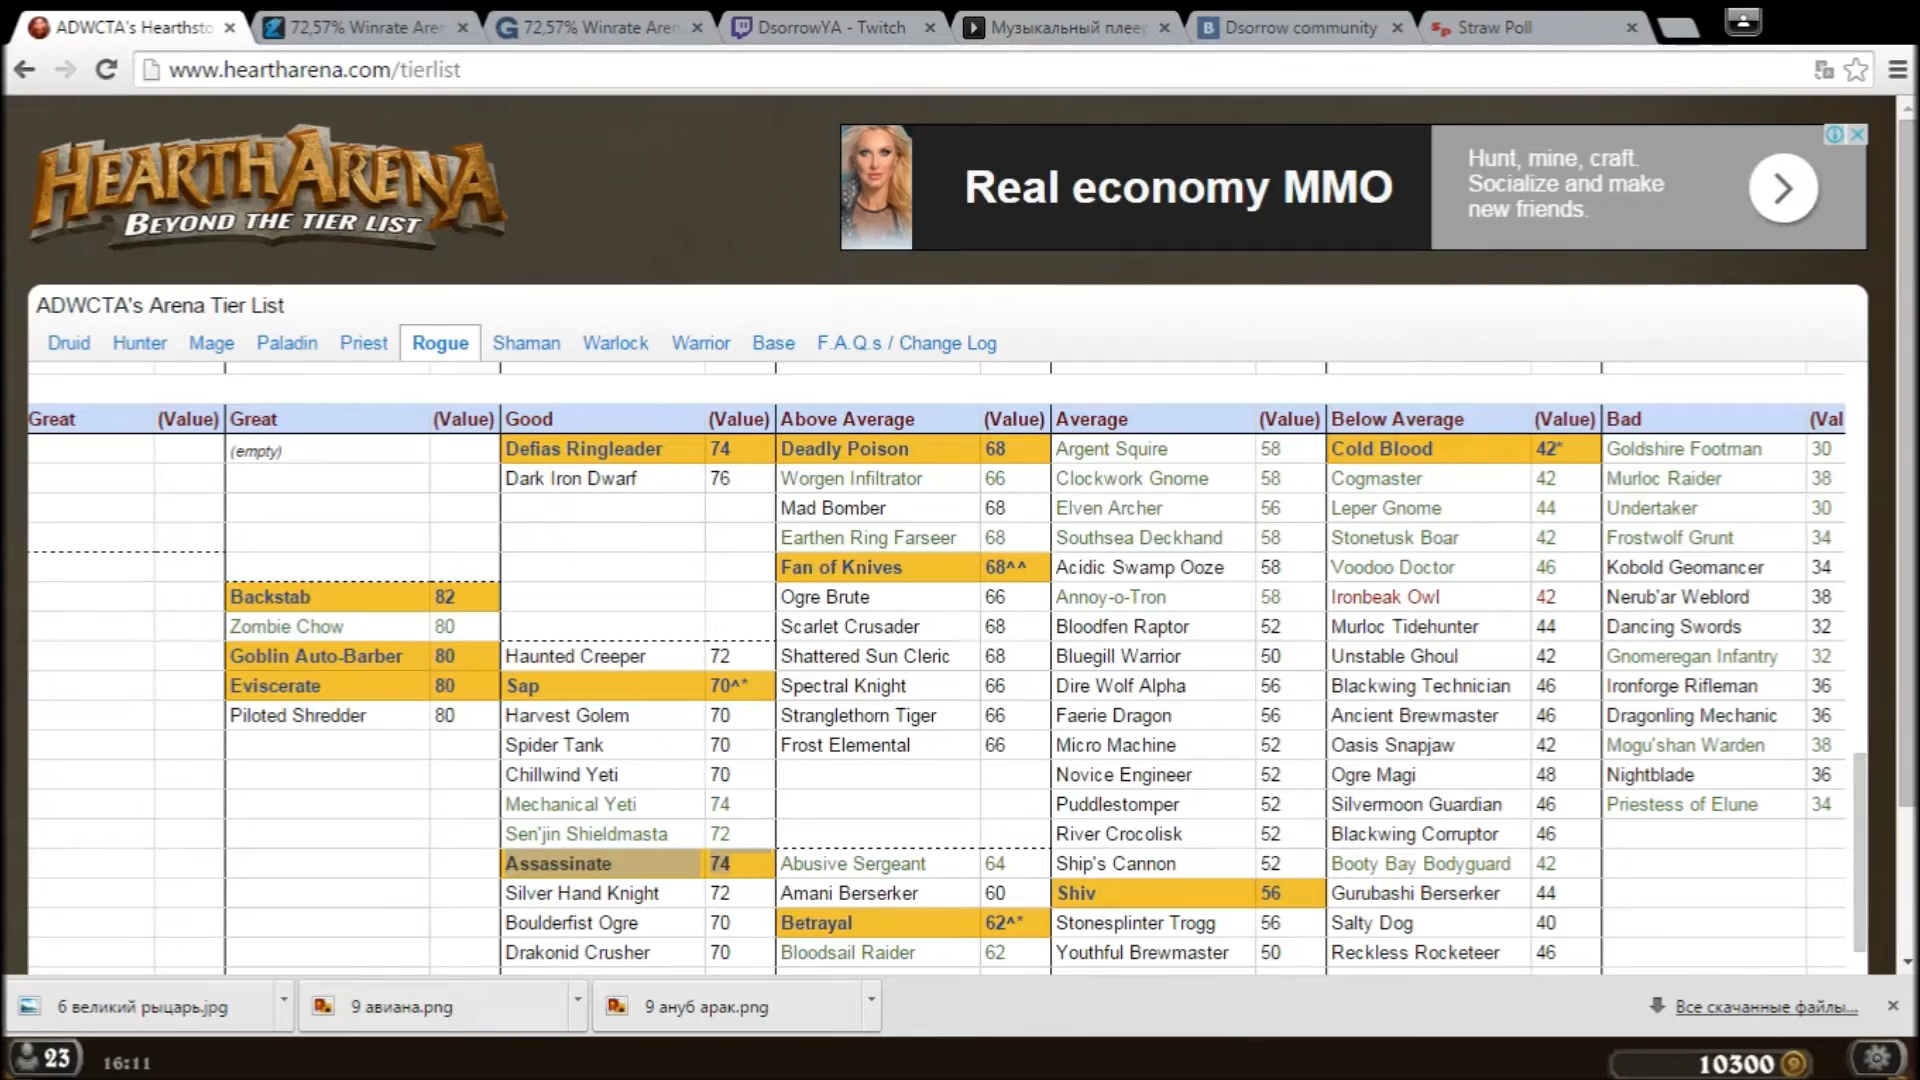 ADWCTA's Hearthsto
72,57% Winrate Aren
72,57% Winrate Aren
DsorrowYA - Twitch
Музыкальный плеер
Dsorrow community
Straw Poll
www.heartharena.com/tierlist
HEARTHARENA
BEYOND THE TIER LIST
Real economy MMO
Hunt, mine, craft.
Socialize and make
new friends.
ADWCTA's Arena Tier List
Druid Hunter Mage Paladin Priest Rogue Shaman Warlock Warrior Base F.A.Q.s / Change Log
Great (Value) Great (Value) Good (Value) Above Average (Value) Average (Value) Below Average (Value) Bad (Val
(empty) Defias Ringleader 74 Deadly Poison 68 Argent Squire 58 Cold Blood 42* Goldshire Footman 30
Dark Iron Dwarf 76 Worgen Infiltrator 66 Clockwork Gnome 58 Cogmaster 42 Murloc Raider 38
Mad Bomber 68 Elven Archer 56 Leper Gnome 44 Undertaker 30
Earthen Ring Farseer 68 Southsea Deckhand 58 Stonetusk Boar 42 Frostwolf Grunt 34
Fan of Knives 68^^ Acidic Swamp Ooze 58 Voodoo Doctor 46 Kobold Geomancer 34
Backstab 82 Ogre Brute 66 Annoy-o-Tron 58 Ironbeak Owl 42 Nerub'ar Weblord 38
Zombie Chow 80 Scarlet Crusader 68 Bloodfen Raptor 52 Murloc Tidehunter 44 Dancing Swords 32
Goblin Auto-Barber 80 Haunted Creeper 72 Shattered Sun Cleric 68 Bluegill Warrior 50 Unstable Ghoul 42 Gnomeregan Infantry 32
Eviscerate 80 Sap 70^* Spectral Knight 66 Dire Wolf Alpha 56 Blackwing Technician 46 Ironforge Rifleman 36
Piloted Shredder 80 Harvest Golem 70 Stranglethorn Tiger 66 Faerie Dragon 56 Ancient Brewmaster 46 Dragonling Mechanic 36
Spider Tank 70 Frost Elemental 66 Micro Machine 52 Oasis Snapjaw 42 Mogu'shan Warden 38
Chillwind Yeti 70 Novice Engineer 52 Ogre Magi 48 Nightblade 36
Mechanical Yeti 74 Puddlestomper 52 Silvermoon Guardian 46 Priestess of Elune 34
Sen'jin Shieldmasta 72 River Crocolisk 52 Blackwing Corruptor 46
Assassinate 74 Abusive Sergeant 64 Ship's Cannon 52 Booty Bay Bodyguard 42
Silver Hand Knight 72 Amani Berserker 60 Shiv 56 Gurubashi Berserker 44
Boulderfist Ogre 70 Betrayal 62^* Stonesplinter Trogg 56 Salty Dog 40
Drakonid Crusher 70 Bloodsail Raider 62 Youthful Brewmaster 50 Reckless Rocketeer 46
6 великий рыцарь.jpg
9 авиана.png
9 ануб арак.png
Все скачанные файлы...
23
16:11
10300